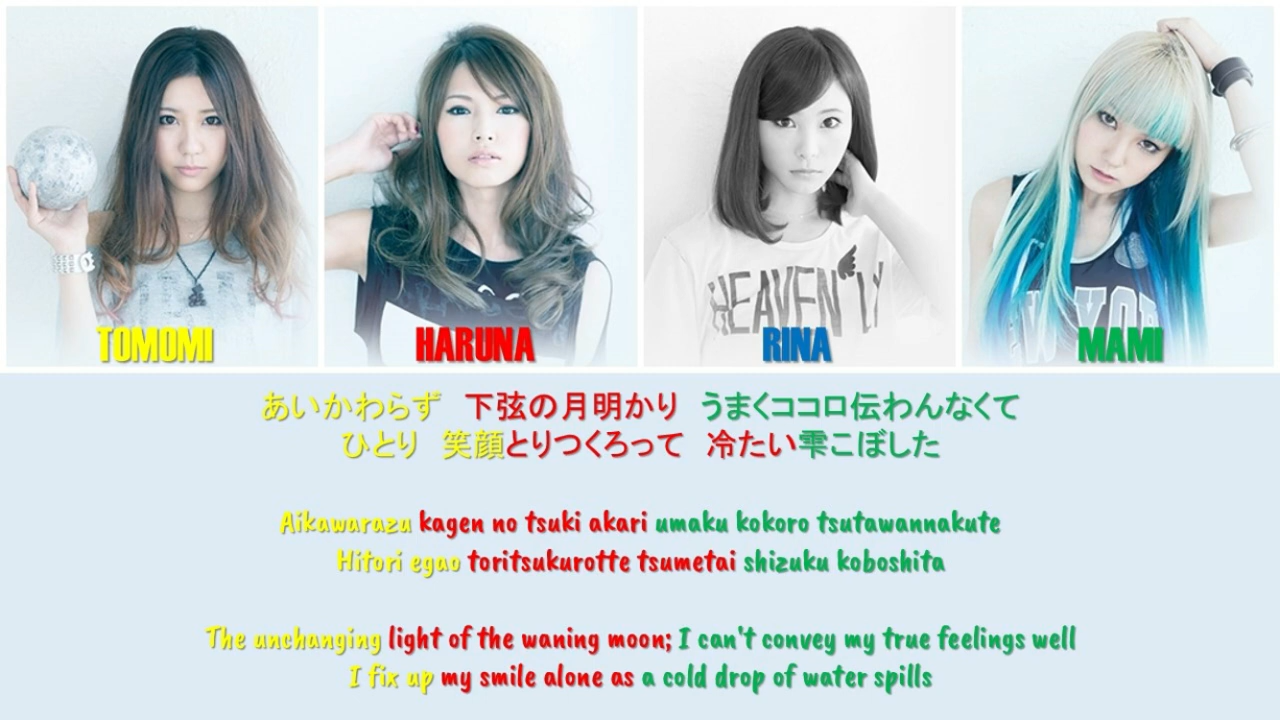 HEAVEN'LY
TOMOMI
HARUNA
RINA
MAMI
あいかわらず　下弦の月明かり　うまくココロ伝わんなくて
ひとり　笑顔とりつくろって　冷たい雫こぼした
Aikawarazu kagen no tsuki akari umaku kokoro tsutawannakute
Hitori egao toritsukurotte tsumetai shizuku koboshita
The unchanging light of the waning moon; I can't convey my true feelings well
I fix up my smile alone as a cold drop of water spills